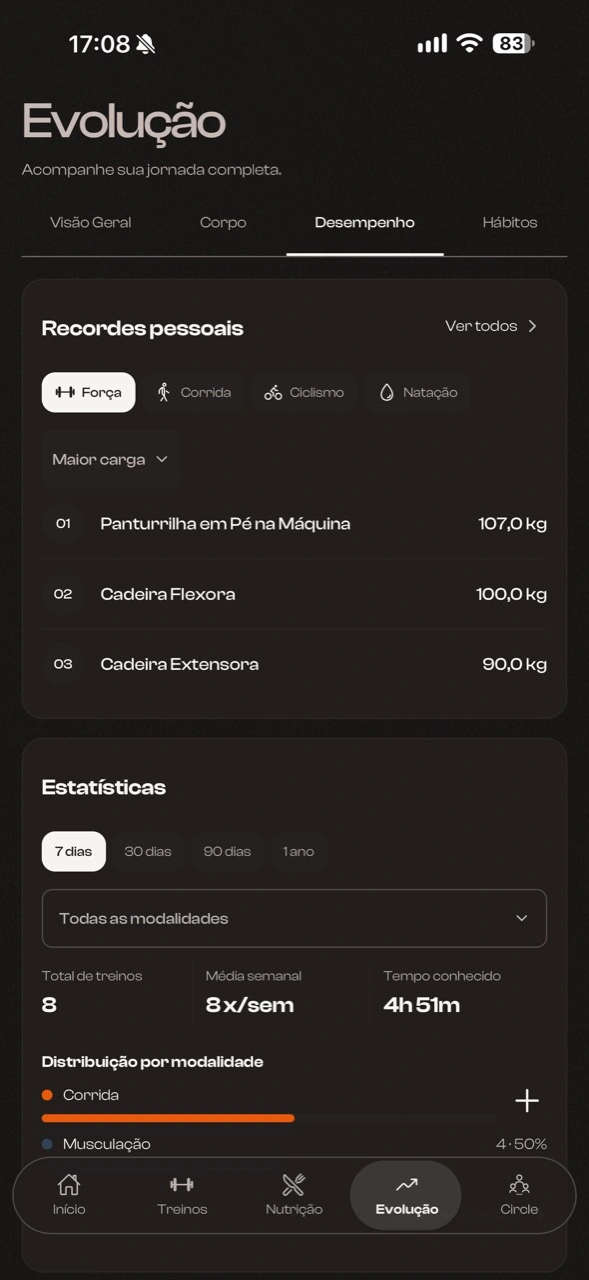 17:08
83
Evolução
Acompanhe sua jornada completa.
Visão Geral Corpo Desempenho Hábitos
Recordes pessoais Ver todos
Força Corrida Ciclismo Natação
Maior carga
01 Panturrilha em Pé na Máquina 107,0 kg
02 Cadeira Flexora 100,0 kg
03 Cadeira Extensora 90,0 kg
Estatísticas
7 dias 30 dias 90 dias 1 ano
Todas as modalidades
Total de treinos Média semanal Tempo conhecido
8 8 x/sem 4h 51m
Distribuição por modalidade
Corrida
Musculação 4 · 50%
Início Treinos Nutrição Evolução Circle